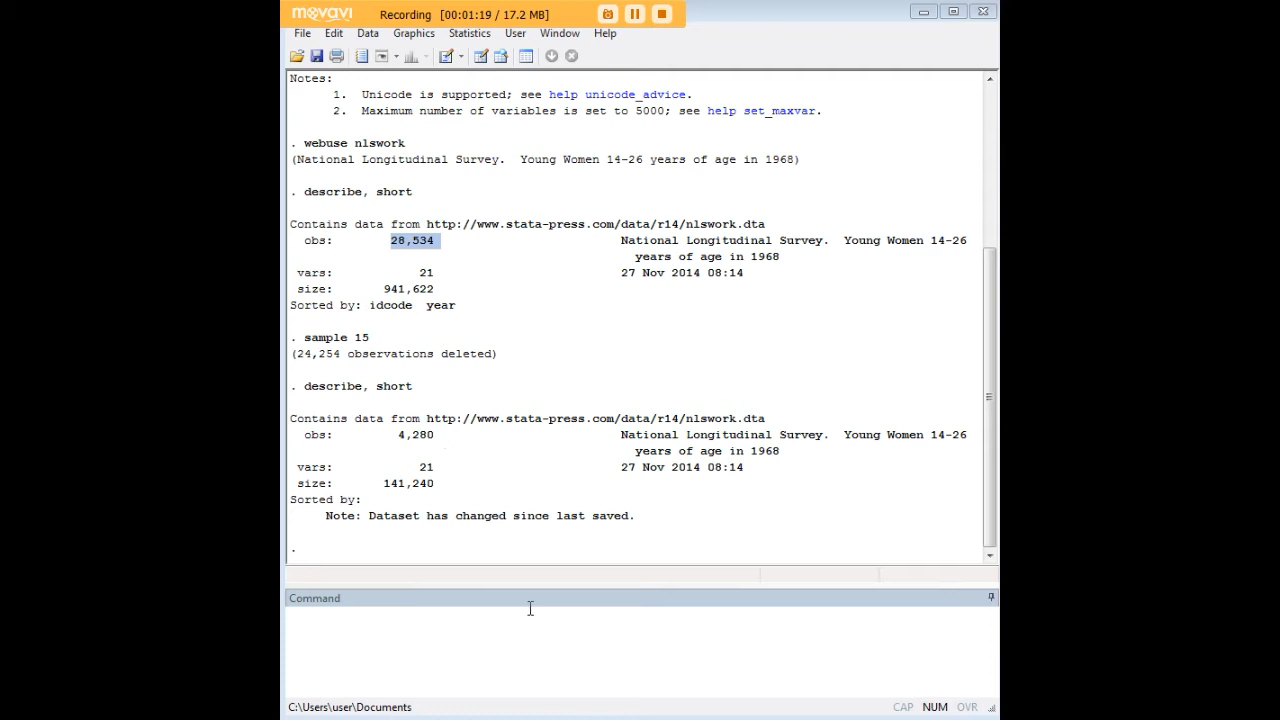 movavi Recording [00:01:19 / 17.2 MB]
File Edit Data Graphics Statistics User Window Help
Notes:
1. Unicode is supported; see help unicode_advice.
2. Maximum number of variables is set to 5000; see help set_maxvar.
. webuse nlswork
(National Longitudinal Survey. Young Women 14-26 years of age in 1968)
. describe, short
Contains data from http://www.stata-press.com/data/r14/nlswork.dta
obs: 28,534 National Longitudinal Survey. Young Women 14-26
years of age in 1968
vars: 21 27 Nov 2014 08:14
size: 941,622
Sorted by: idcode year
. sample 15
(24,254 observations deleted)
. describe, short
Contains data from http://www.stata-press.com/data/r14/nlswork.dta
obs: 4,280 National Longitudinal Survey. Young Women 14-26
years of age in 1968
vars: 21 27 Nov 2014 08:14
size: 141,240
Sorted by:
Note: Dataset has changed since last saved.
.
Command
C:\Users\user\Documents CAP NUM OVR